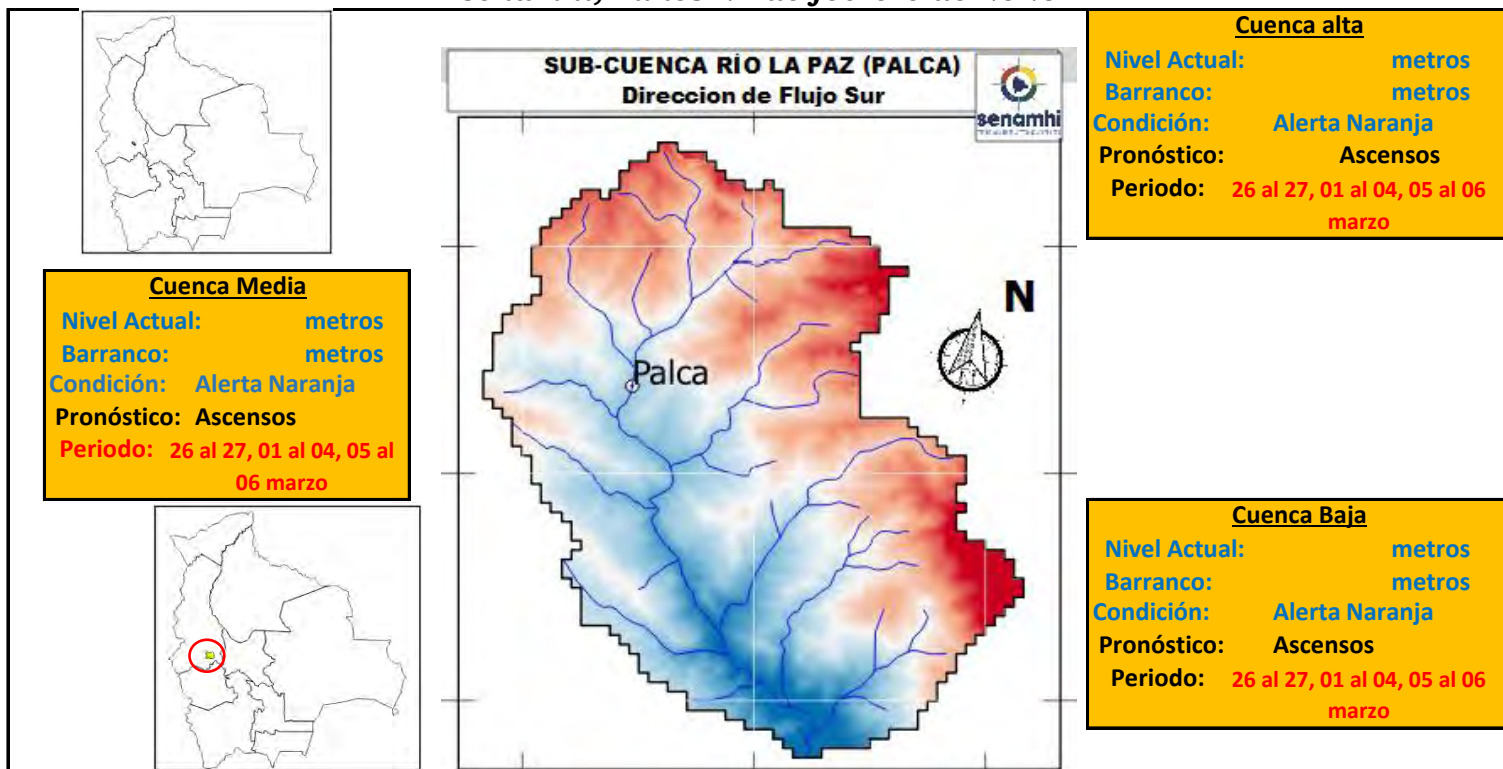 Cuenca alta
Nivel Actual: metros
Barranco: metros
Condición: Alerta Naranja
Pronóstico: Ascensos
Periodo: 26 al 27, 01 al 04, 05 al 06
marzo
SUB-CUENCA RÍO LA PAZ (PALCA)
Direccion de Flujo Sur
senamhi
N
Palca
Cuenca Media
Nivel Actual: metros
Barranco: metros
Condición: Alerta Naranja
Pronóstico: Ascensos
Periodo: 26 al 27, 01 al 04, 05 al
06 marzo
Cuenca Baja
Nivel Actual: metros
Barranco: metros
Condición: Alerta Naranja
Pronóstico: Ascensos
Periodo: 26 al 27, 01 al 04, 05 al 06
marzo